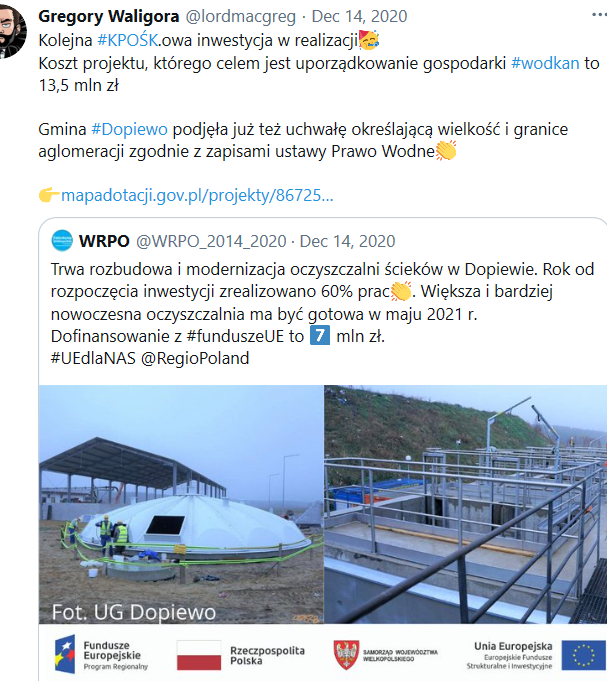 Gregory Waligora @lordmacgreg · Dec 14, 2020
Kolejna #KPOŚK.owa inwestycja w realizacji🥳
Koszt projektu, którego celem jest uporządkowanie gospodarki #wodkan to
13,5 mln zł
Gmina #Dopiewo podjęła już też uchwałę określającą wielkość i granice
aglomeracji zgodnie z zapisami ustawy Prawo Wodne👏
👉mapadotacji.gov.pl/projekty/86725...
WRPO @WRPO_2014_2020 · Dec 14, 2020
Trwa rozbudowa i modernizacja oczyszczalni ścieków w Dopiewie. Rok od
rozpoczęcia inwestycji zrealizowano 60% prac👏. Większa i bardziej
nowoczesna oczyszczalnia ma być gotowa w maju 2021 r.
Dofinansowanie z #funduszeUE to 7️⃣ mln zł.
#UEdlaNAS @RegioPoland
Fot. UG Dopiewo
Fundusze
Europejskie
Program Regionalny
Rzeczpospolita
Polska
SAMORZĄD WOJEWÓDZTWA
WIELKOPOLSKIEGO
Unia Europejska
Europejskie Fundusze
Strukturalne i Inwestycyjne